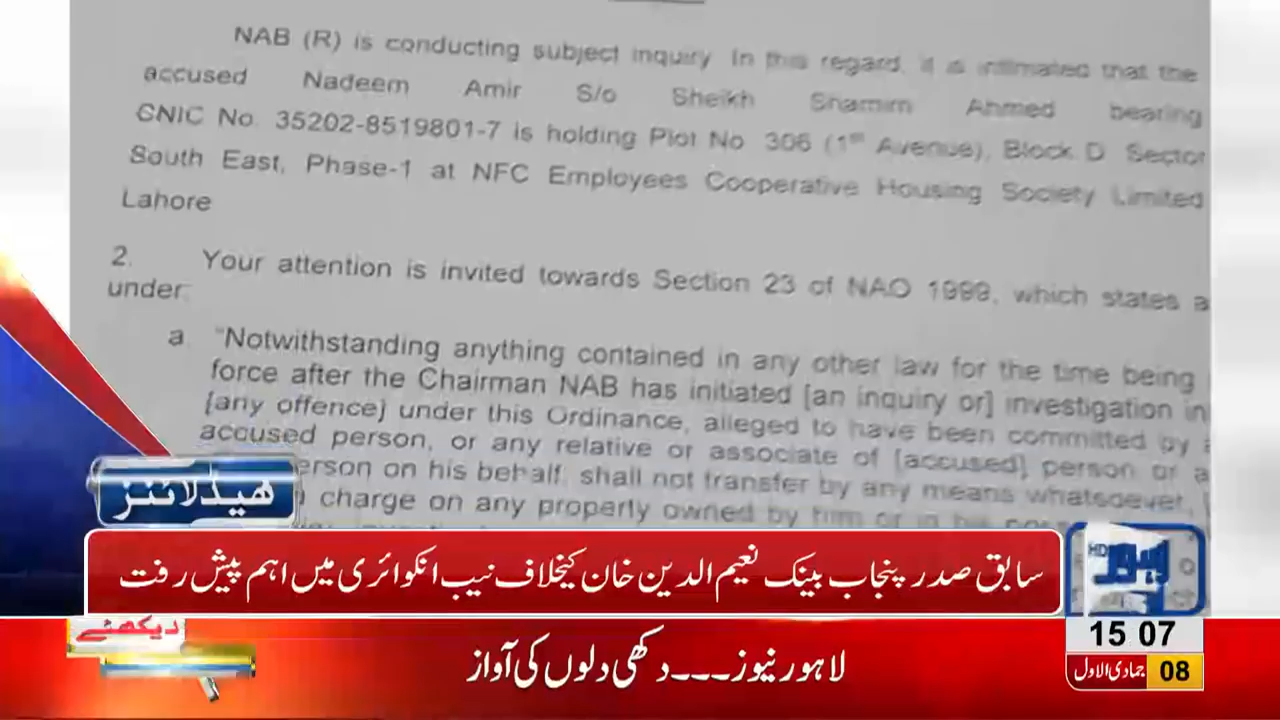 NAB (R) is conducting subject inquiry In this regard, it is intimated that the
accused Nadeem Amir S/o Sheikh Shamim Ahmed bearing
CNIC No. 35202-8519801-7 is holding Plot No 306 (1st Avenue), Block D Sector
South East, Phase-1 at NFC Employees Cooperative Housing Society Limited
Lahore
2. Your attention is invited towards Section 23 of NAO 1999, which states a
under:
a "Notwithstanding anything contained in any other law for the time being
force after the Chairman NAB has initiated [an inquiry or] investigation in
[any offence] under this Ordinance, alleged to have been committed by
accused person, or any relative or associate of [accused] person or a
erson on his behalf, shall not transfer by any means whatsoever,
charge on any property owned by him or in his
ہیڈلائنز
سابق صدر پنجاب بینک نعیم الدین خان کیخلاف نیب انکوائری میں اہم پیش رفت
HD لاہور
15 07
دیکھئے
لاہور نیوز۔۔۔ دکھی دلوں کی آواز
08 جمادی الاول